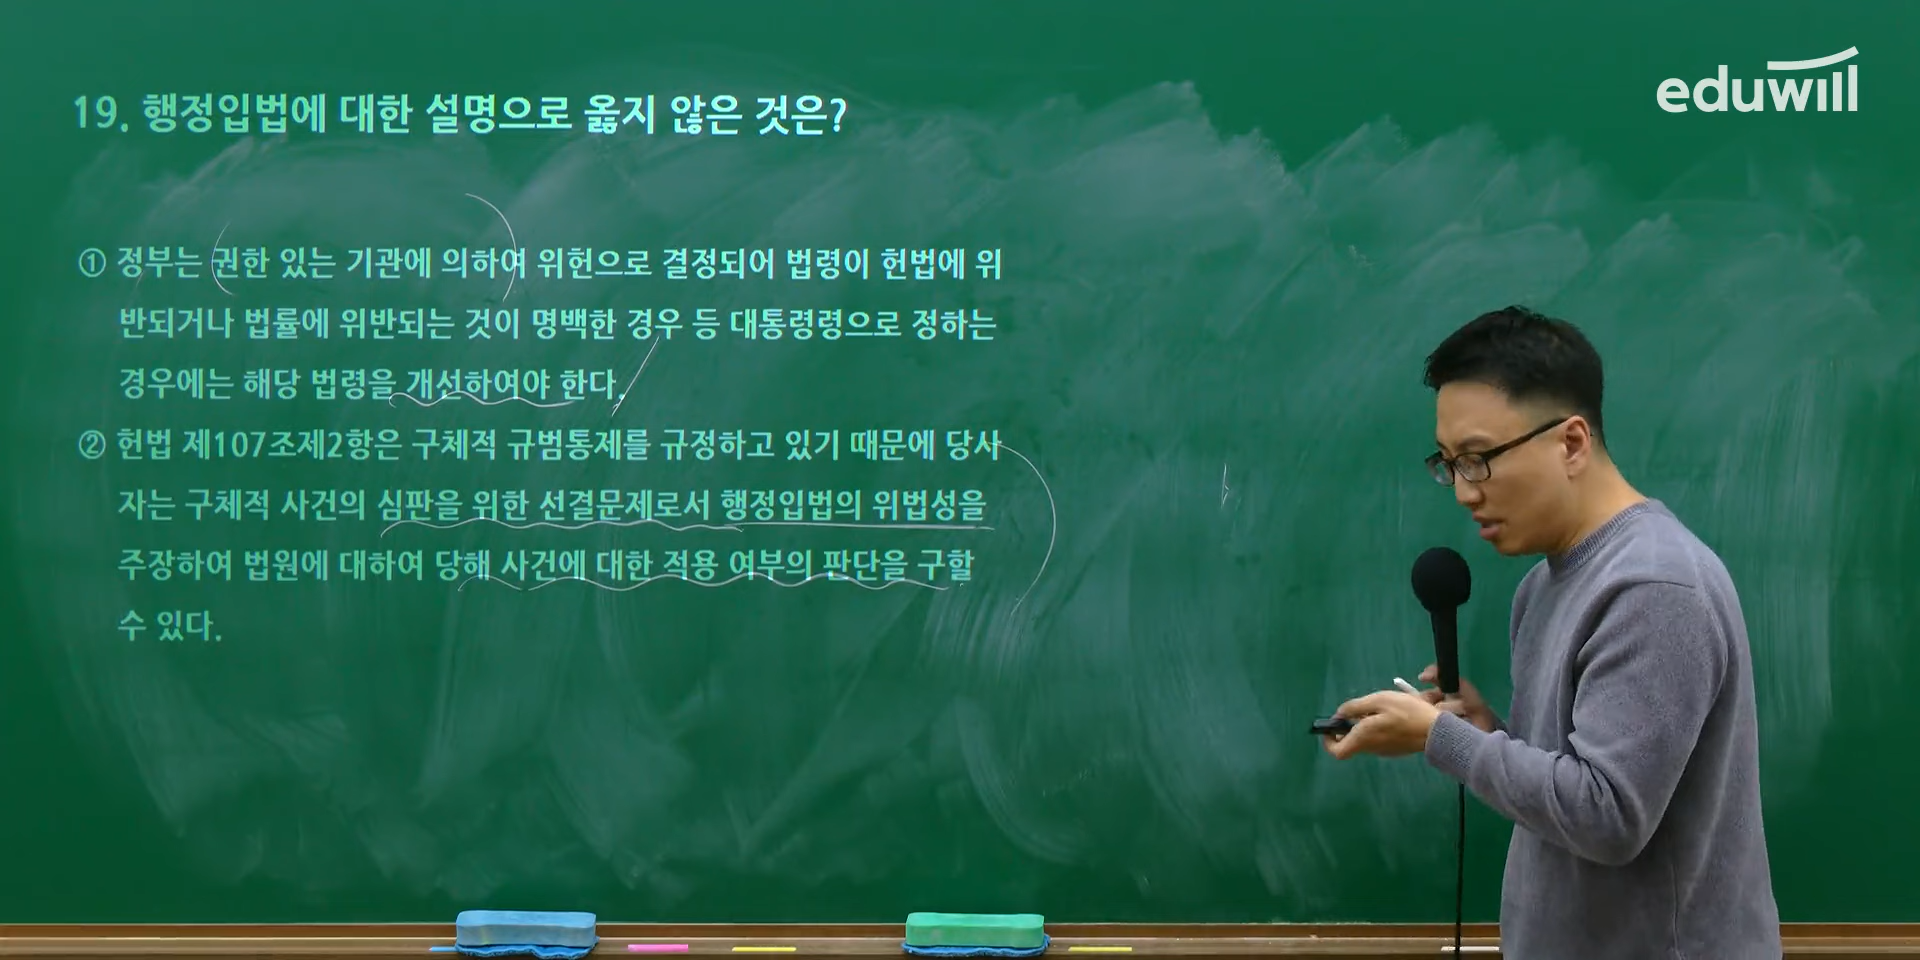 eduwill
19. 행정입법에 대한 설명으로 옳지 않은 것은?
① 정부는 권한 있는 기관에 의하여 위헌으로 결정되어 법령이 헌법에 위
반되거나 법률에 위반되는 것이 명백한 경우 등 대통령령으로 정하는
경우에는 해당 법령을 개선하여야 한다.
② 헌법 제107조제2항은 구체적 규범통제를 규정하고 있기 때문에 당사
자는 구체적 사건의 심판을 위한 선결문제로서 행정입법의 위법성을
주장하여 법원에 대하여 당해 사건에 대한 적용 여부의 판단을 구할
수 있다.